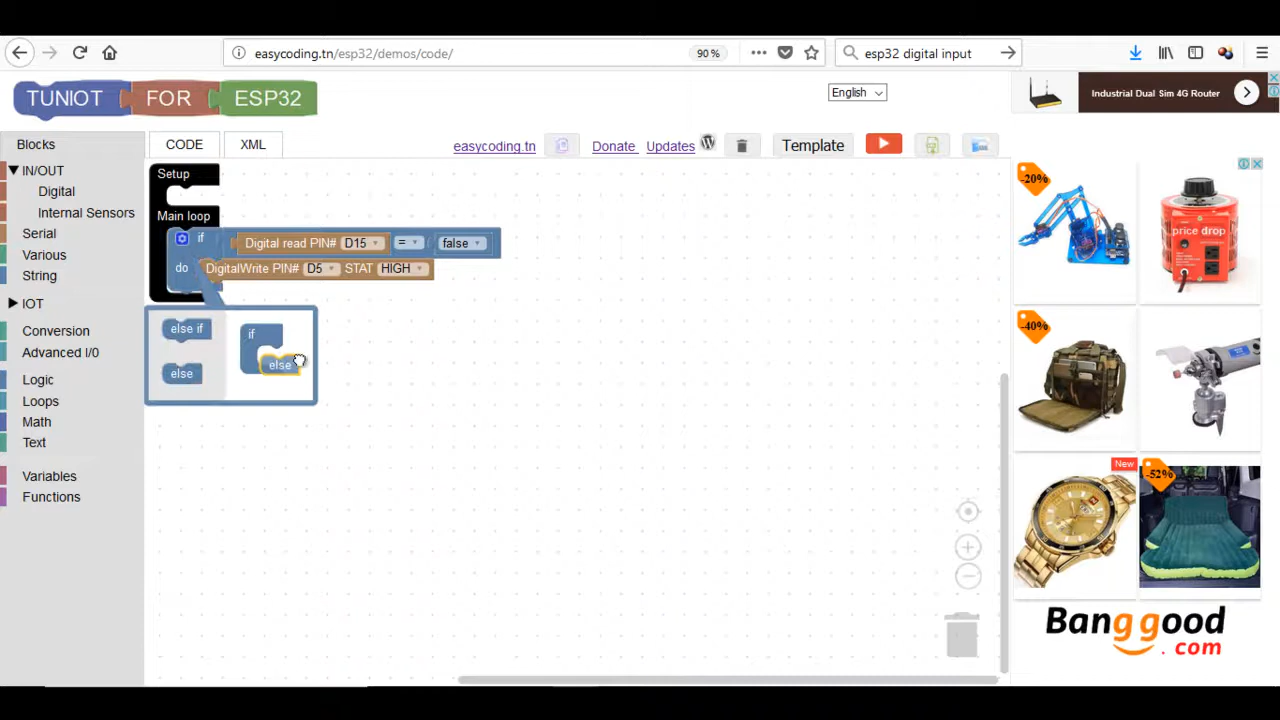 easycoding.tn/esp32/demos/code/
90 %
esp32 digital input
TUNIOT FOR ESP32
English
Industrial Dual Sim 4G Router
Blocks
CODE
XML
easycoding.tn
Donate
Updates
Template
IN/OUT
Digital
Internal Sensors
Serial
Various
String
IOT
Conversion
Advanced I/0
Logic
Loops
Math
Text
Variables
Functions
Setup
Main loop
if Digital read PIN# D15 = false
do DigitalWrite PIN# D5 STAT HIGH
else if
else
if
else
-20%
price drop
-40%
New
-52%
Banggood
.com